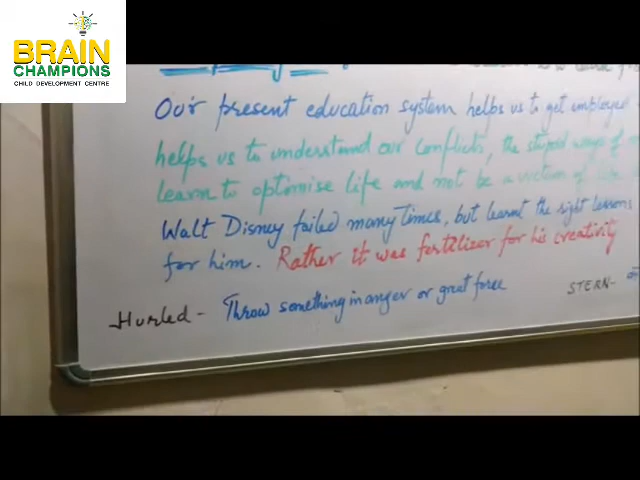 BRAIN
CHAMPIONS
CHILD DEVELOPMENT CENTRE
Our present education system helps us to get employed
helps us to understand our conflicts, the stupid ways of
learn to optimise life and not be a victim of
Walt Disney failed many times, but learnt the right lessons
for him. Rather it was fertilizer for his creativity
Hurled - Throw something in anger or great force
STERN-